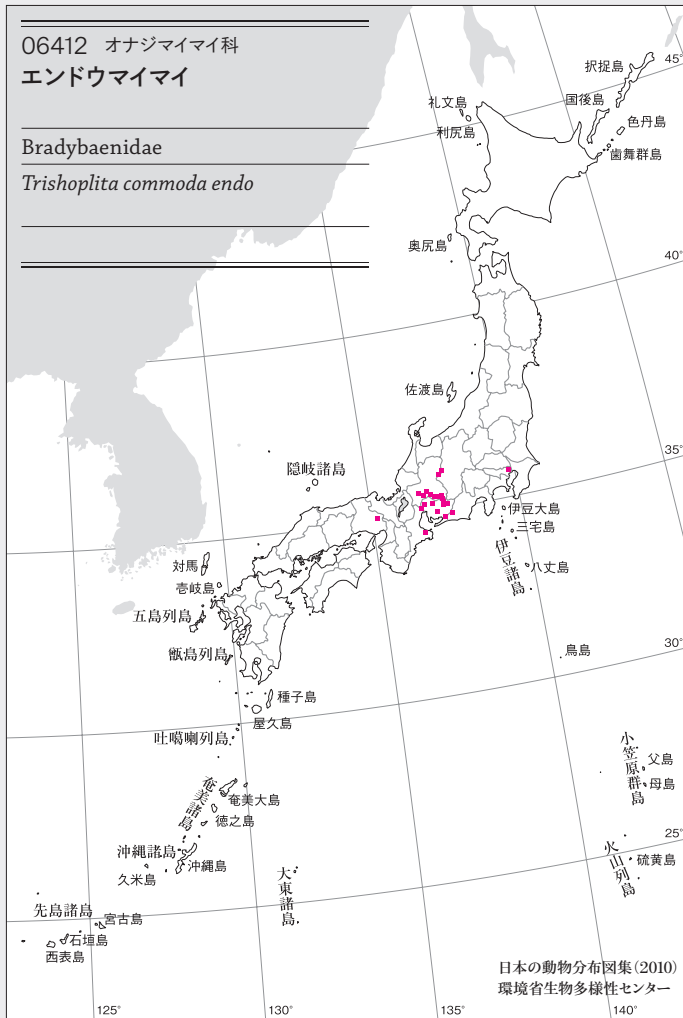 06412 オナジマイマイ科
エンドウマイマイ
Bradybaenidae
Trishoplita commoda endo
45°
択捉島
国後島
礼文島
色丹島
利尻島
歯舞群島
奥尻島
40°
佐渡島
35°
隠岐諸島
伊豆大島
三宅島
伊豆諸島
八丈島
対馬
壱岐島
五島列島
甑島列島
鳥島
30°
種子島
屋久島
吐噶喇列島
小笠原群島
父島
母島
奄美諸島
奄美大島
徳之島
25°
沖縄諸島
沖縄島
久米島
大東諸島
火山列島
硫黄島
先島諸島
宮古島
石垣島
西表島
日本の動物分布図集(2010)
環境省生物多様性センター
125°
130°
135°
140°